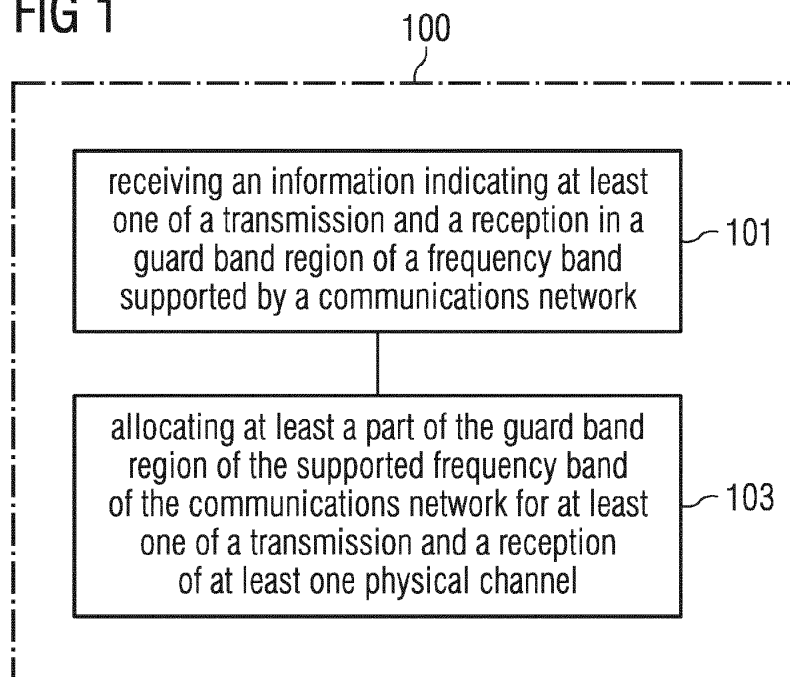 FIG 1
100
receiving an information indicating at least
one of a transmission and a reception in a
guard band region of a frequency band
supported by a communications network
101
allocating at least a part of the guard band
region of the supported frequency band
of the communications network for at least
one of a transmission and a reception
of at least one physical channel
103